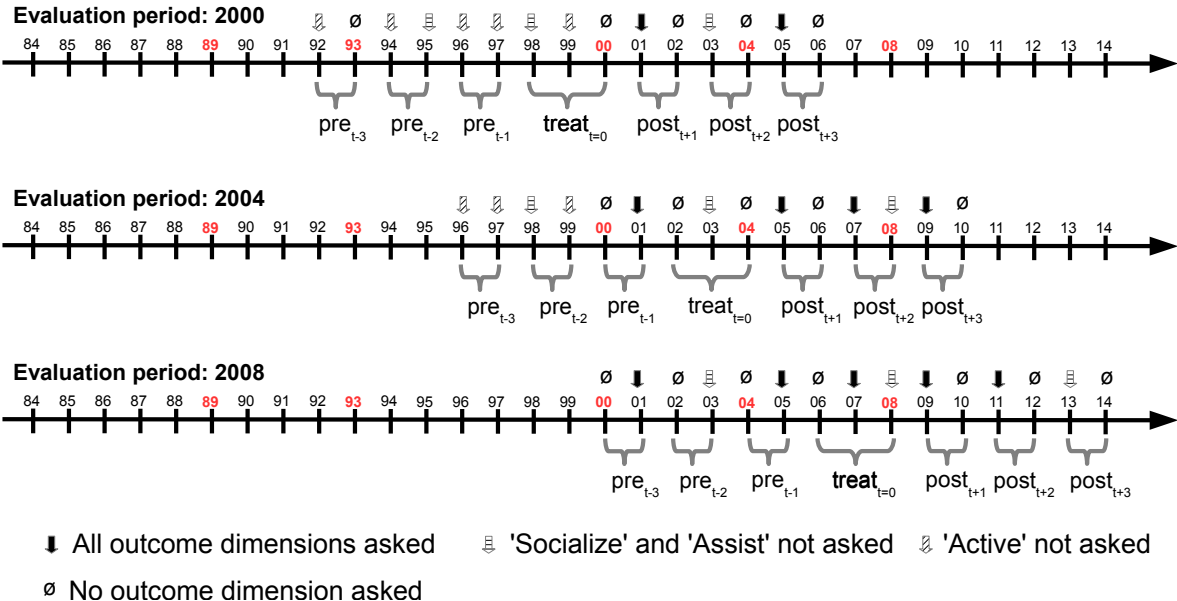 Evaluation period: 2000
ø ø ø ø ø
84 85 86 87 88 89 90 91 92 93 94 95 96 97 98 99 00 01 02 03 04 05 06 07 08 09 10 11 12 13 14
pre t-3 pre t-2 pre t-1 treat t=0 post t+1 post t+2 post t+3
Evaluation period: 2004
ø ø ø ø ø
84 85 86 87 88 89 90 91 92 93 94 95 96 97 98 99 00 01 02 03 04 05 06 07 08 09 10 11 12 13 14
pre t-3 pre t-2 pre t-1 treat t=0 post t+1 post t+2 post t+3
Evaluation period: 2008
ø ø ø ø ø ø ø
84 85 86 87 88 89 90 91 92 93 94 95 96 97 98 99 00 01 02 03 04 05 06 07 08 09 10 11 12 13 14
pre t-3 pre t-2 pre t-1 treat t=0 post t+1 post t+2 post t+3
All outcome dimensions asked 'Socialize' and 'Assist' not asked 'Active' not asked
ø No outcome dimension asked